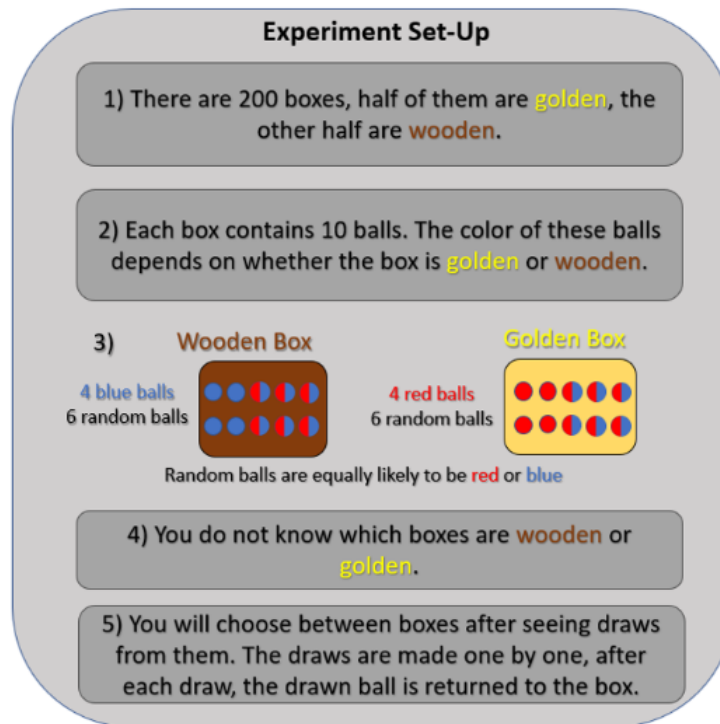 Experiment Set-Up
1) There are 200 boxes, half of them are golden, the
other half are wooden.
2) Each box contains 10 balls. The color of these balls
depends on whether the box is golden or wooden.
3)
Wooden Box
4 blue balls
6 random balls
Golden Box
4 red balls
6 random balls
Random balls are equally likely to be red or blue
4) You do not know which boxes are wooden or
golden.
5) You will choose between boxes after seeing draws
from them. The draws are made one by one, after
each draw, the drawn ball is returned to the box.